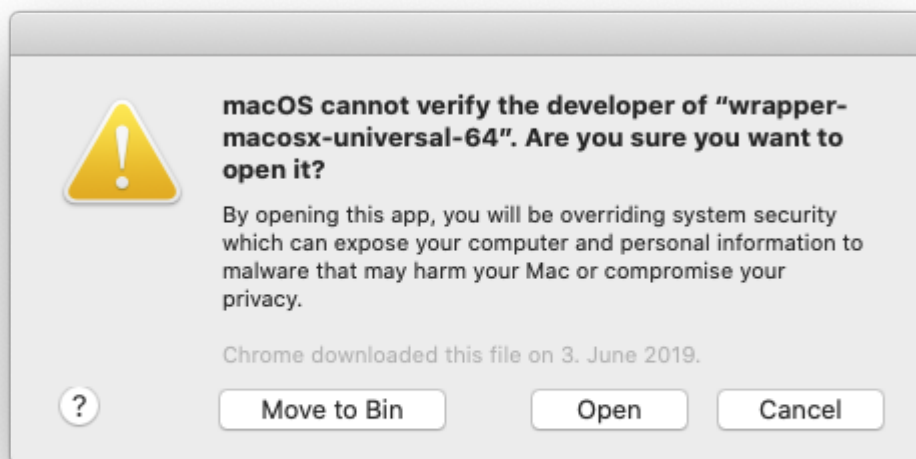 macOS cannot verify the developer of “wrapper-
macosx-universal-64”. Are you sure you want to
open it?
By opening this app, you will be overriding system security
which can expose your computer and personal information to
malware that may harm your Mac or compromise your
privacy.
Chrome downloaded this file on 3. June 2019.
? Move to Bin Open Cancel